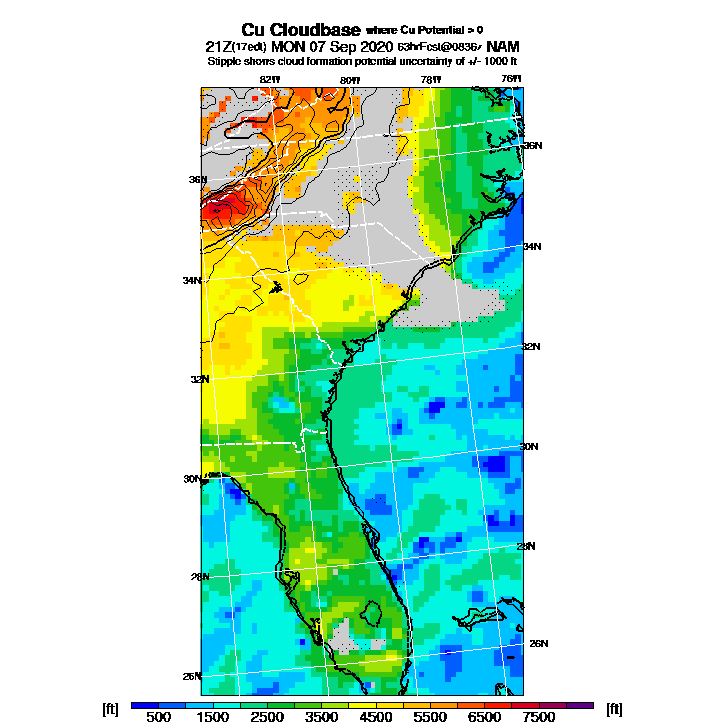 Cu Cloudbase where Cu Potential > 0
21Z(17edt) MON 07 Sep 2020 63hrFcst@0836z NAM
Stipple shows cloud formation potential uncertainty of +/- 1000 ft
82W 80W 78W 76W
36N
36N
34N
34N
32N
32N
30N
30N
28N
28N
26N
26N
[ft] 500 1500 2500 3500 4500 5500 6500 7500 [ft]